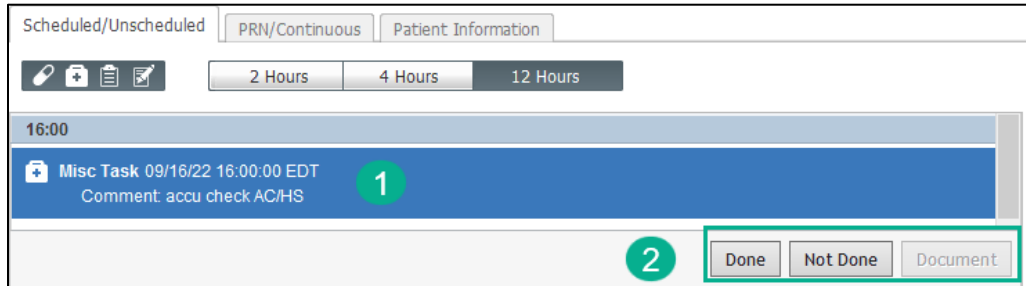 Scheduled/Unscheduled PRN/Continuous Patient Information
2 Hours 4 Hours 12 Hours
16:00
Misc Task 09/16/22 16:00:00 EDT
Comment: accu check AC/HS
1
2
Done Not Done Document